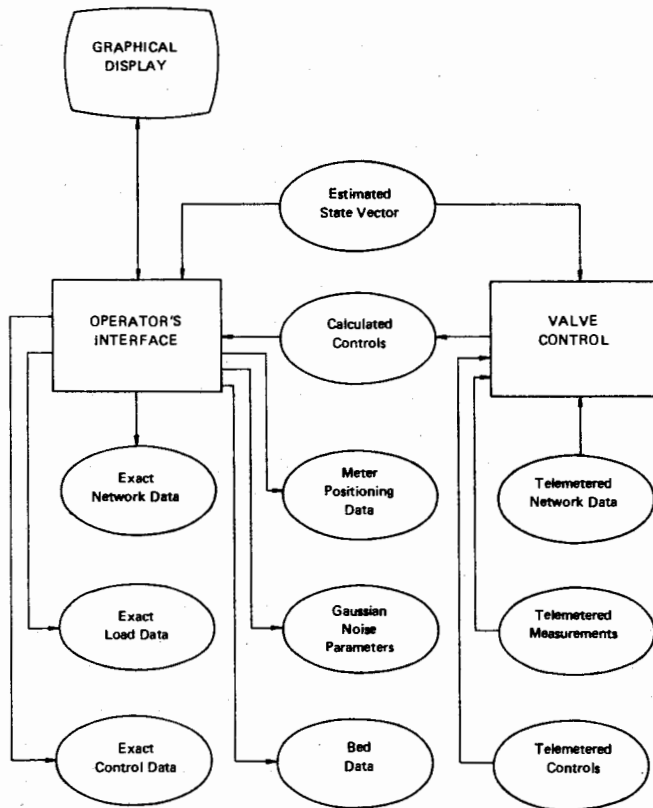 GRAPHICAL
DISPLAY
Estimated
State Vector
OPERATOR'S
INTERFACE
Calculated
Controls
VALVE
CONTROL
Exact
Network Data
Meter
Positioning
Data
Telemetered
Network Data
Exact
Load Data
Gaussian
Noise
Parameters
Telemetered
Measurements
Exact
Control Data
Bed
Data
Telemetered
Controls